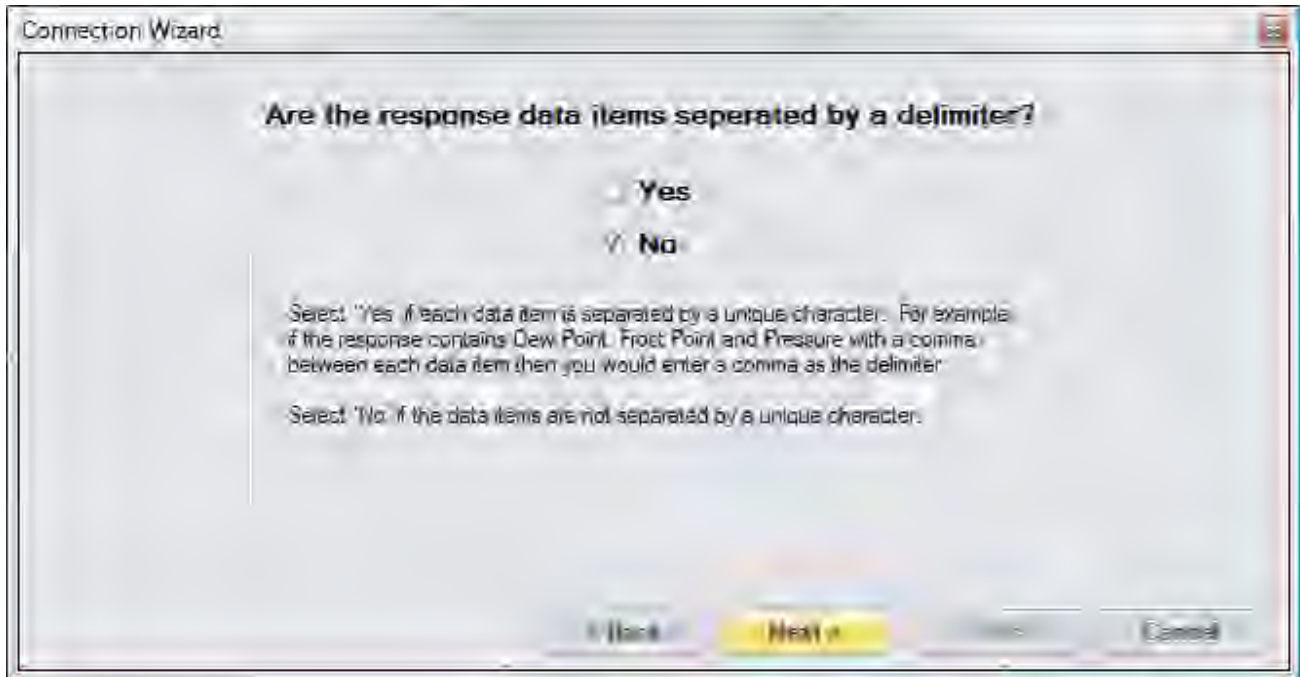 Connection Wizard
Are the response data items seperated by a delimiter?
Yes
No
Select "Yes" if each data item is separated by a unique character. For example,
if the response contains Dew Point, Frost Point and Pressure with a comma
between each data item then you would enter a comma as the delimiter.
Select "No" if the data items are not separated by a unique character.
< Back
Next >
Cancel